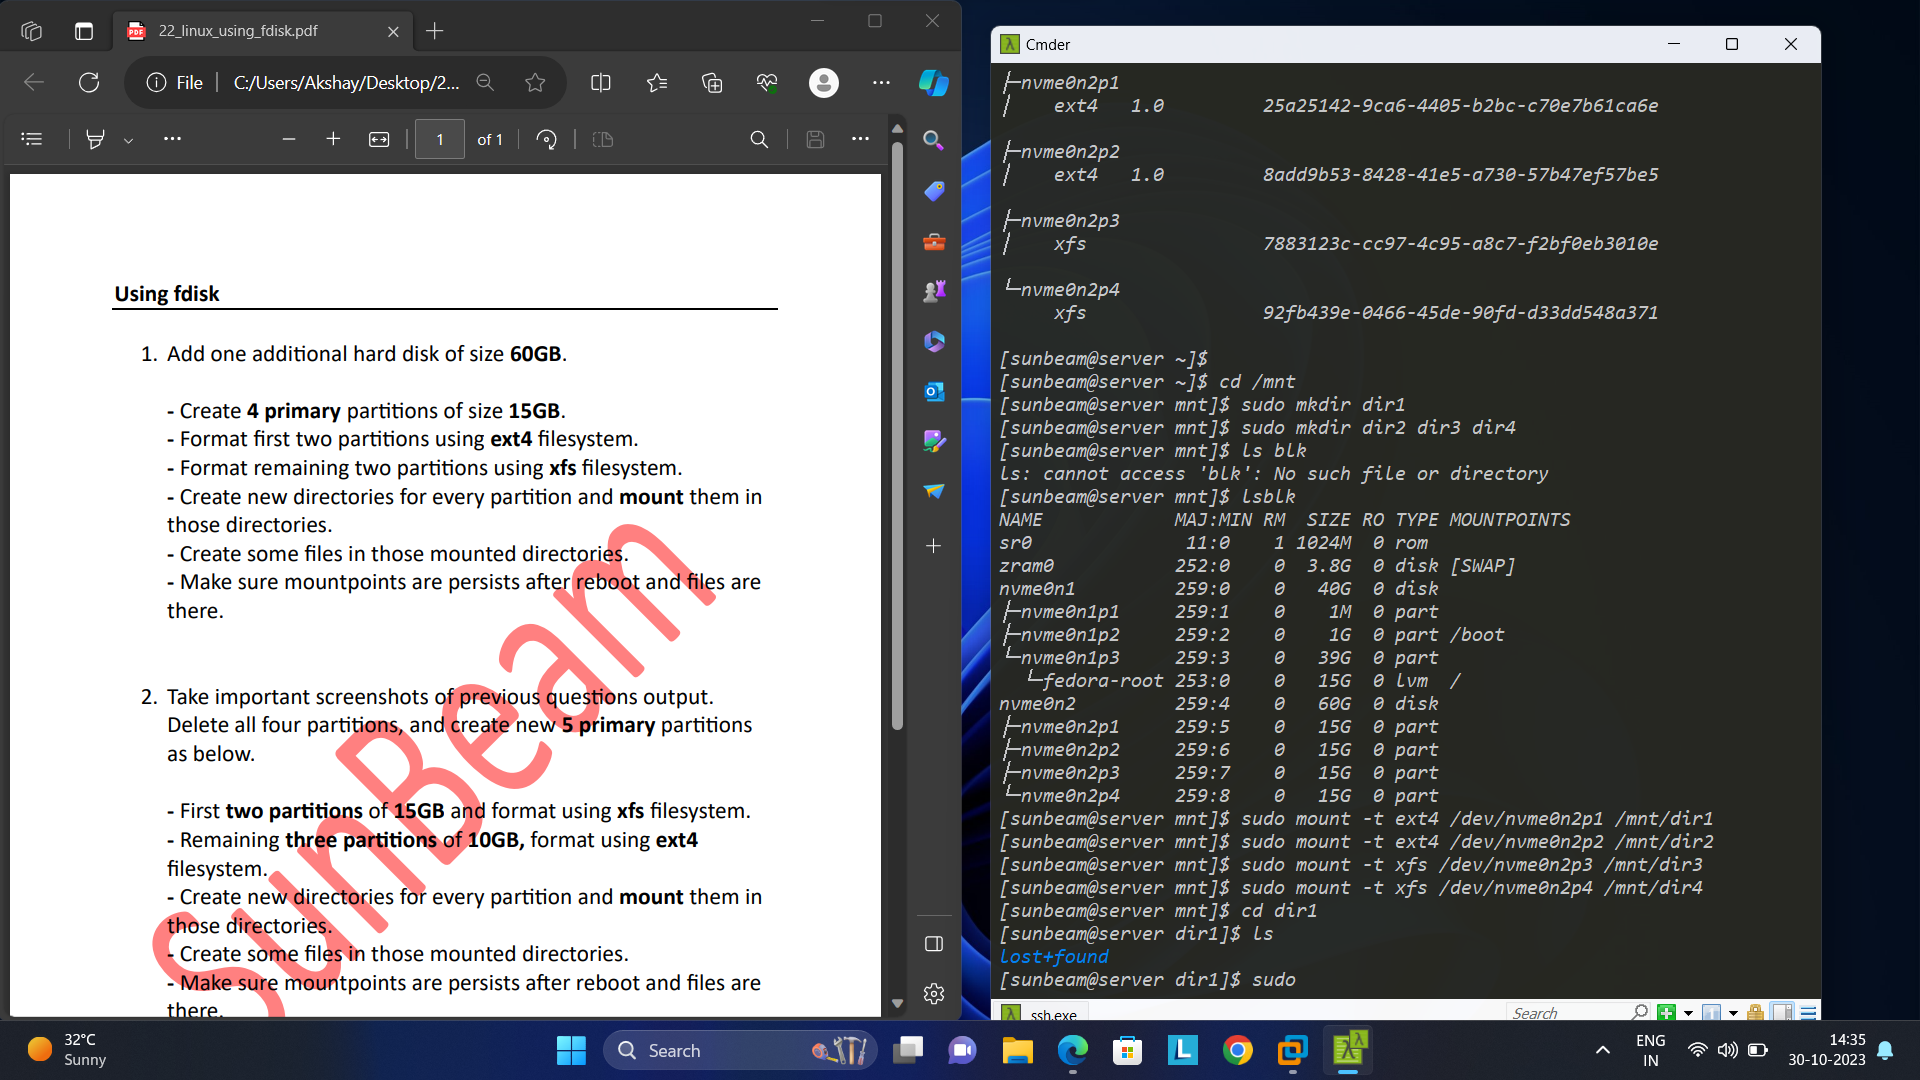 22_linux_using_fdisk.pdf
File
C:/Users/Akshay/Desktop/2...
1
of 1
Using fdisk
1. Add one additional hard disk of size 60GB.
- Create 4 primary partitions of size 15GB.
- Format first two partitions using ext4 filesystem.
- Format remaining two partitions using xfs filesystem.
- Create new directories for every partition and mount them in
those directories.
- Create some files in those mounted directories.
- Make sure mountpoints are persists after reboot and files are
there.
2. Take important screenshots of previous questions output.
Delete all four partitions, and create new 5 primary partitions
as below.
- First two partitions of 15GB and format using xfs filesystem.
- Remaining three partitions of 10GB, format using ext4
filesystem.
- Create new directories for every partition and mount them in
those directories.
- Create some files in those mounted directories.
- Make sure mountpoints are persists after reboot and files are
there.
SunBeam
Cmder
├─nvme0n2p1
│    ext4   1.0         25a25142-9ca6-4405-b2bc-c70e7b61ca6e
├─nvme0n2p2
│    ext4   1.0         8add9b53-8428-41e5-a730-57b47ef57be5
├─nvme0n2p3
│    xfs                7883123c-cc97-4c95-a8c7-f2bf0eb3010e
└─nvme0n2p4
     xfs                92fb439e-0466-45de-90fd-d33dd548a371
[sunbeam@server ~]$
[sunbeam@server ~]$ cd /mnt
[sunbeam@server mnt]$ sudo mkdir dir1
[sunbeam@server mnt]$ sudo mkdir dir2 dir3 dir4
[sunbeam@server mnt]$ ls blk
ls: cannot access 'blk': No such file or directory
[sunbeam@server mnt]$ lsblk
NAME            MAJ:MIN RM  SIZE RO TYPE MOUNTPOINTS
sr0              11:0    1 1024M  0 rom
zram0           252:0    0  3.8G  0 disk [SWAP]
nvme0n1         259:0    0   40G  0 disk
├─nvme0n1p1     259:1    0    1M  0 part
├─nvme0n1p2     259:2    0    1G  0 part /boot
└─nvme0n1p3     259:3    0   39G  0 part
  └─fedora-root 253:0    0   15G  0 lvm  /
nvme0n2         259:4    0   60G  0 disk
├─nvme0n2p1     259:5    0   15G  0 part
├─nvme0n2p2     259:6    0   15G  0 part
├─nvme0n2p3     259:7    0   15G  0 part
└─nvme0n2p4     259:8    0   15G  0 part
[sunbeam@server mnt]$ sudo mount -t ext4 /dev/nvme0n2p1 /mnt/dir1
[sunbeam@server mnt]$ sudo mount -t ext4 /dev/nvme0n2p2 /mnt/dir2
[sunbeam@server mnt]$ sudo mount -t xfs /dev/nvme0n2p3 /mnt/dir3
[sunbeam@server mnt]$ sudo mount -t xfs /dev/nvme0n2p4 /mnt/dir4
[sunbeam@server mnt]$ cd dir1
[sunbeam@server dir1]$ ls
lost+found
[sunbeam@server dir1]$ sudo
ssh.exe
Search
32°C
Sunny
Search
ENG
IN
14:35
30-10-2023